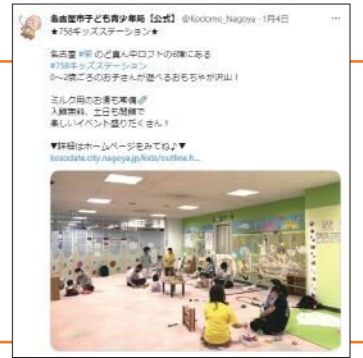 名古屋市子ども青少年局【公式】 @Kodomo_Nagoya・1月4日
★758キッズステーション★
名古屋 #栄 のど真ん中ロフトの6階にある
#758キッズステーション
0～2歳ごろのお子さんが遊べるおもちゃが沢山！
ミルク用のお湯も常備🍼
入館無料、土日も開館で
楽しいイベント盛りだくさん！
▼詳細はホームページをみてね♪▼
kosodate.city.nagoya.jp/kids/outline.h...